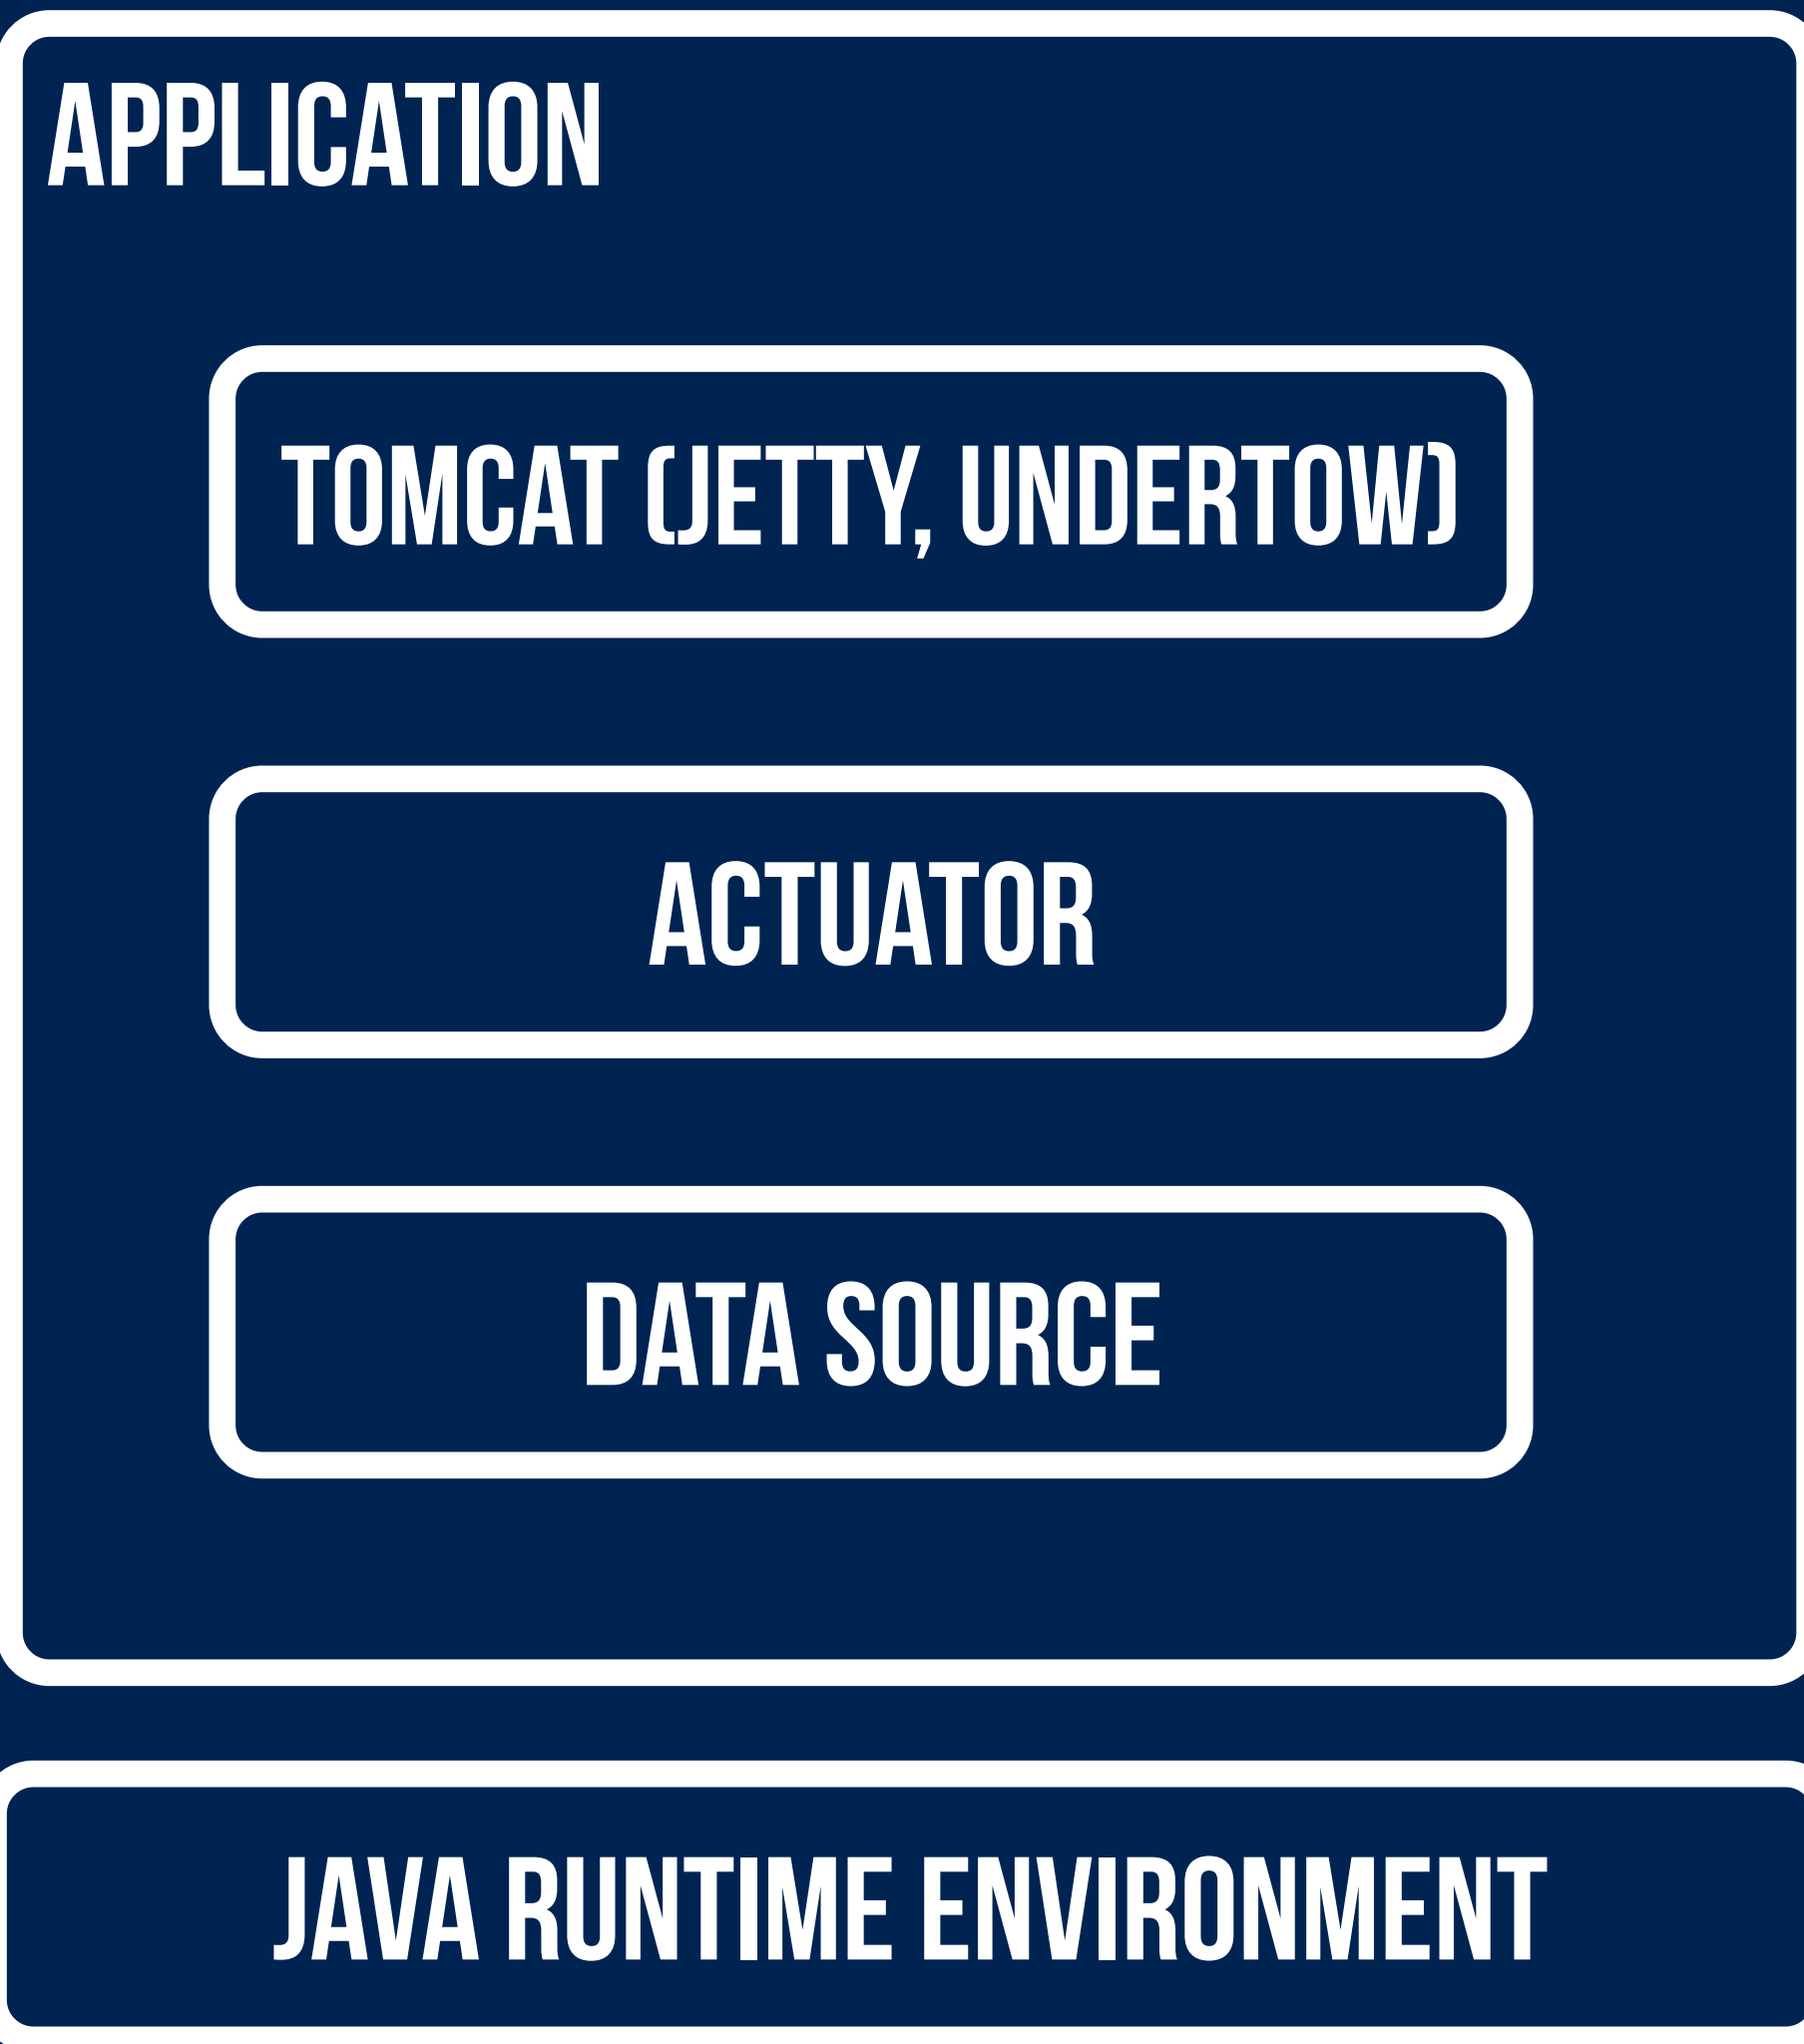 APPLICATION
TOMCAT (JETTY, UNDERTOW)
ACTUATOR
DATA SOURCE
JAVA RUNTIME ENVIRONMENT